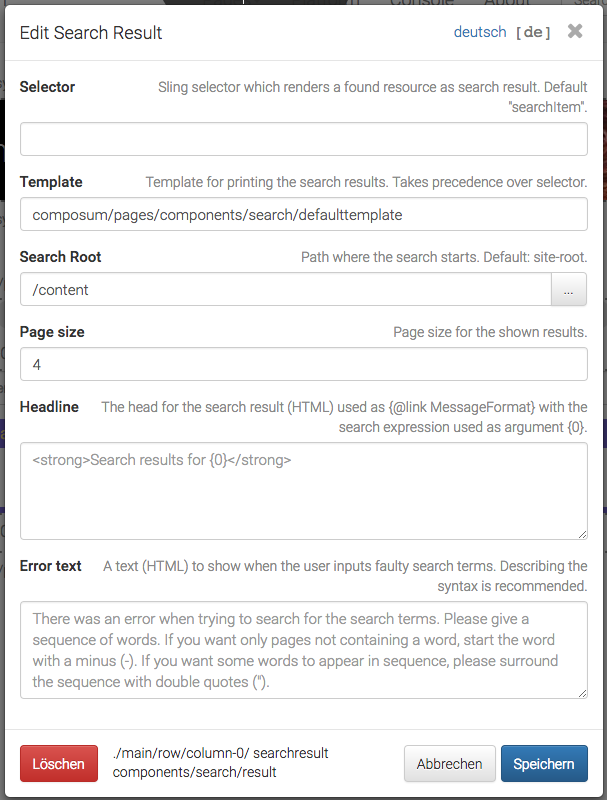 Edit Search Result
deutsch [de] ✖
Selector
Sling selector which renders a found resource as search result. Default
"searchItem".
Template
Template for printing the search results. Takes precedence over selector.
composum/pages/components/search/defaulttemplate
Search Root
Path where the search starts. Default: site-root.
/content
...
Page size
Page size for the shown results.
4
Headline
The head for the search result (HTML) used as {@link MessageFormat} with the
search expression used as argument {0}.
<strong>Search results for {0}</strong>
Error text
A text (HTML) to show when the user inputs faulty search terms. Describing the
syntax is recommended.
There was an error when trying to search for the search terms. Please give a
sequence of words. If you want only pages not containing a word, start the word
with a minus (-). If you want some words to appear in sequence, please surround
the sequence with double quotes (").
Löschen
./main/row/column-0/ searchresult
components/search/result
Abbrechen
Speichern